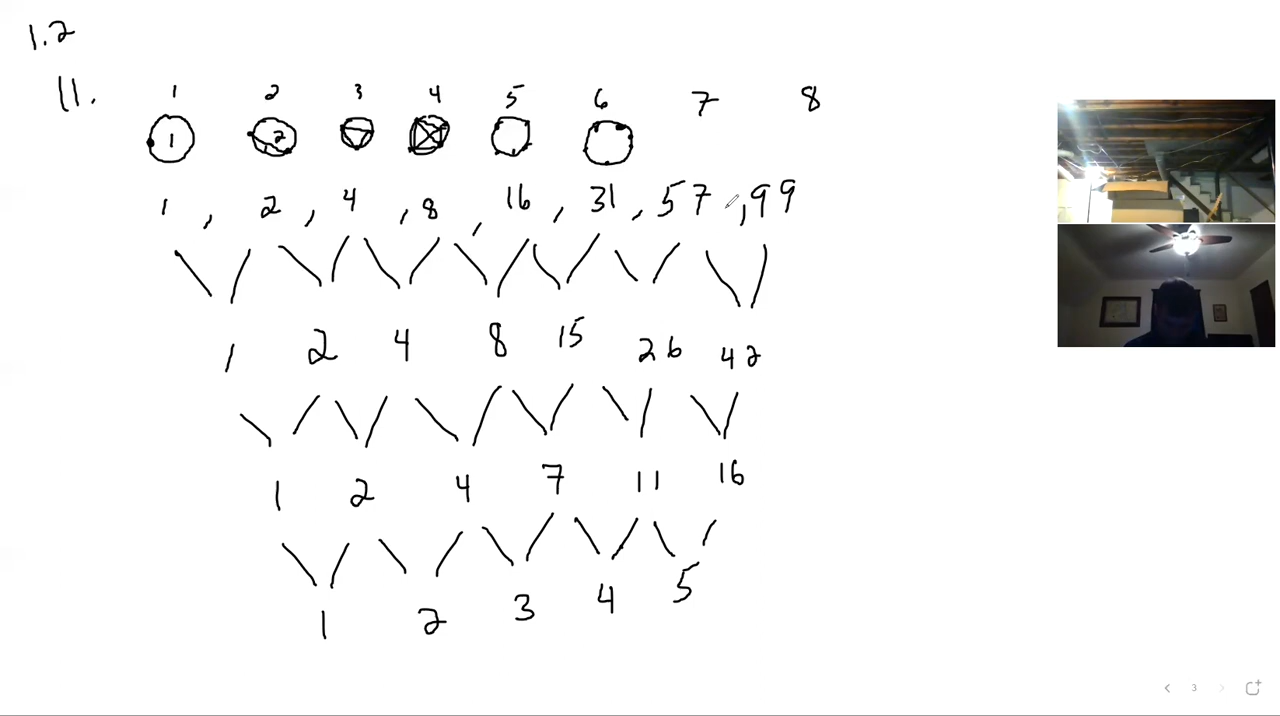 1.2
11. 1 2 3 4 5 6 7 8
1 2
1, 2, 4, 8, 16, 31, 57, 99
1 2 4 8 15 26 42
1 2 4 7 11 16
1 2 3 4 5
3